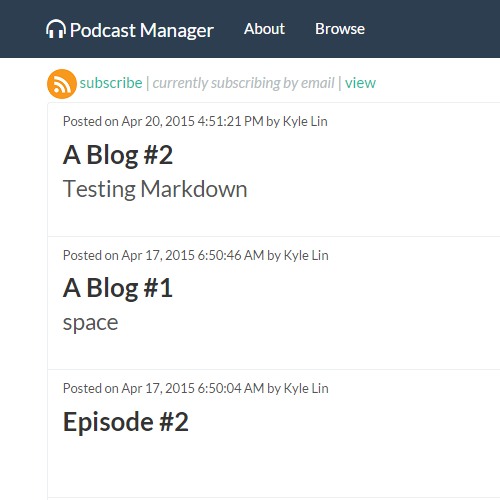 Podcast Manager About Browse
subscribe | currently subscribing by email | view
Posted on Apr 20, 2015 4:51:21 PM by Kyle Lin
A Blog #2
Testing Markdown
Posted on Apr 17, 2015 6:50:46 AM by Kyle Lin
A Blog #1
space
Posted on Apr 17, 2015 6:50:04 AM by Kyle Lin
Episode #2